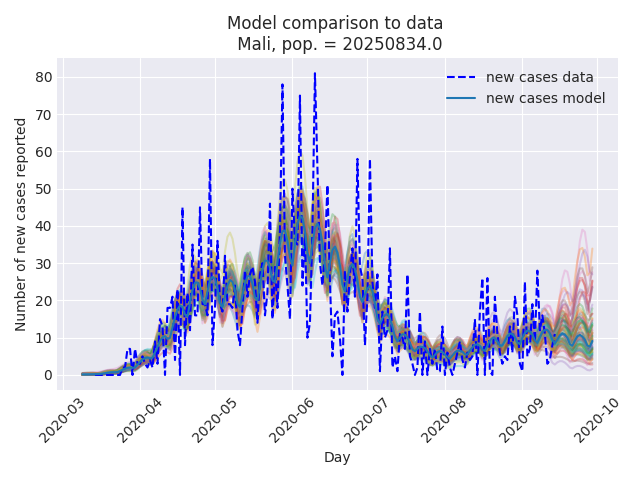 Model comparison to data
Mali, pop. = 20250834.0
new cases data
new cases model
Number of new cases reported
80
70
60
50
40
30
20
10
0
2020-03
2020-04
2020-05
2020-06
2020-07
2020-08
2020-09
2020-10
Day